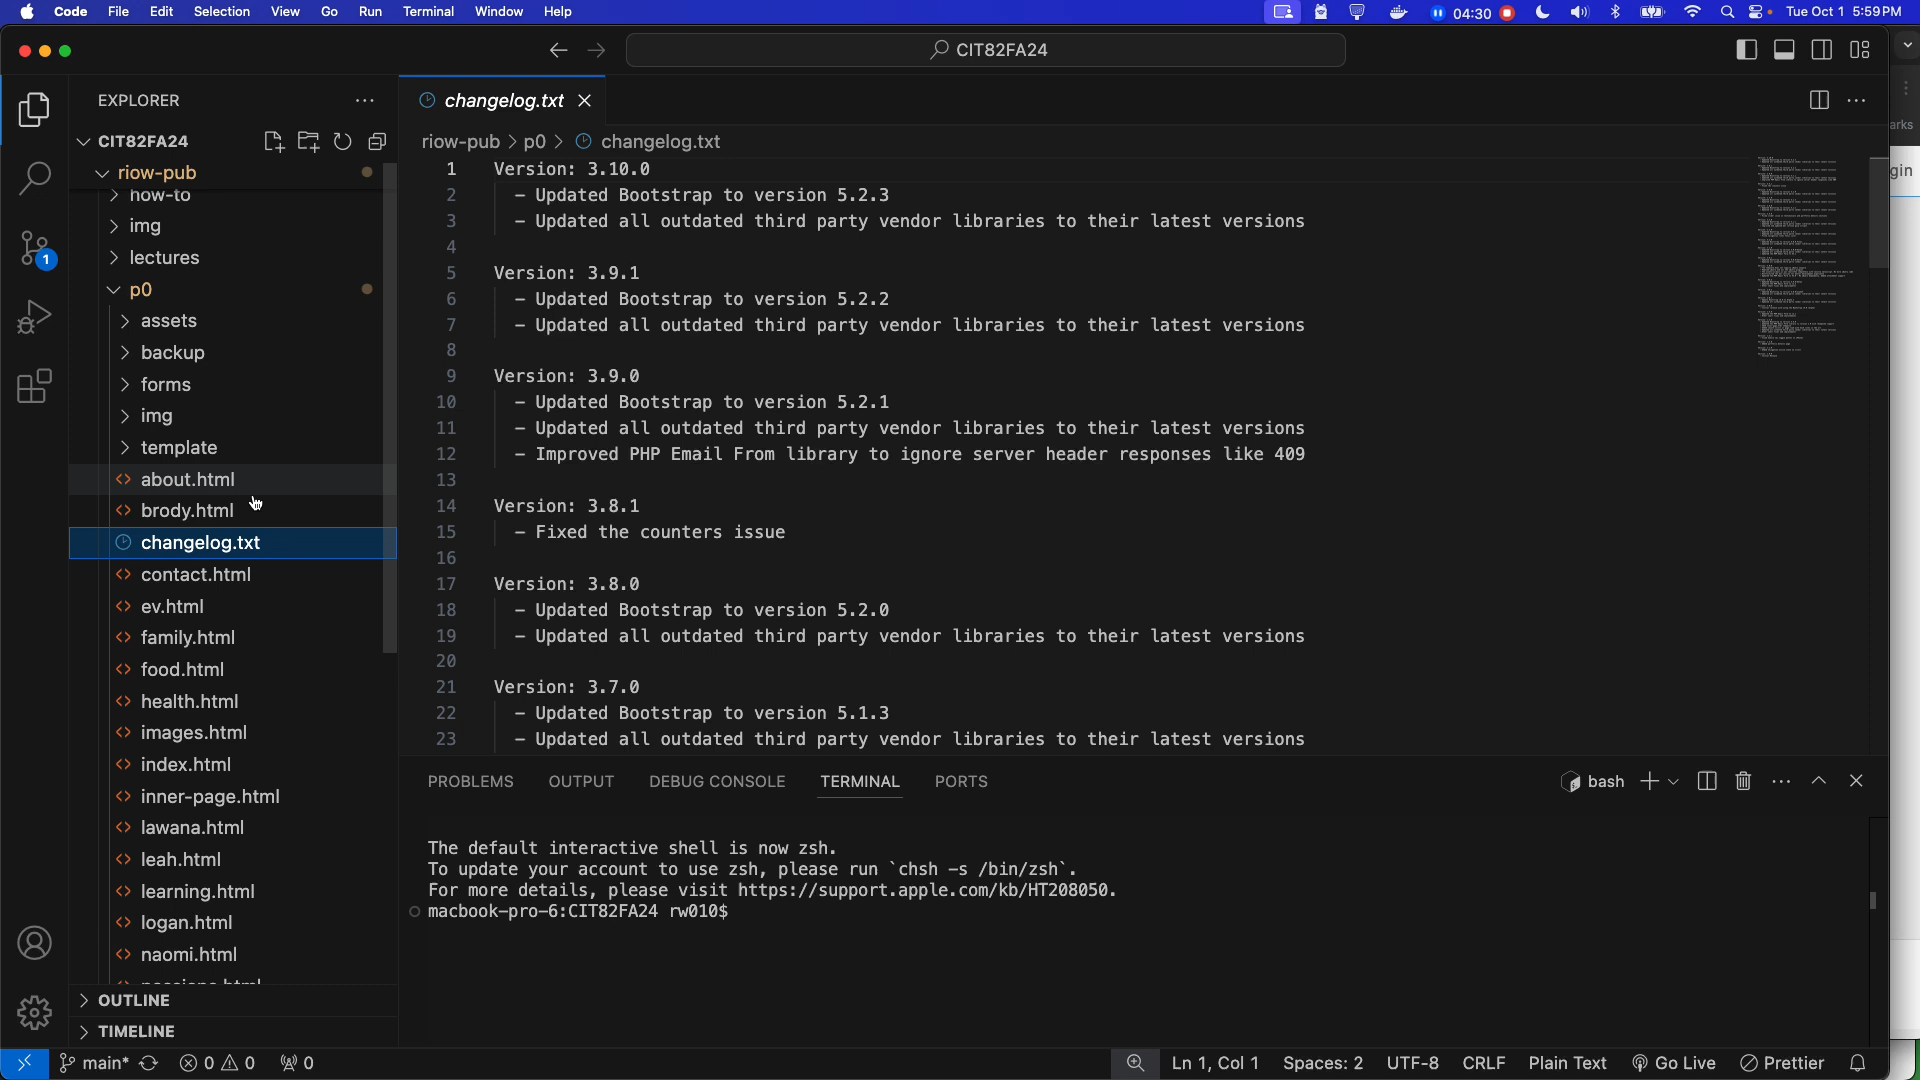 Code File Edit Selection View Go Run Terminal Window Help 04:30 Tue Oct 1 5:59 PM
CIT82FA24
EXPLORER
CIT82FA24
riow-pub
how-to
img
lectures
p0
assets
backup
forms
img
template
about.html
brody.html
changelog.txt
contact.html
ev.html
family.html
food.html
health.html
images.html
index.html
inner-page.html
lawana.html
leah.html
learning.html
logan.html
naomi.html
OUTLINE
TIMELINE
1
changelog.txt
riow-pub > p0 > changelog.txt
1 Version: 3.10.0
2 - Updated Bootstrap to version 5.2.3
3 - Updated all outdated third party vendor libraries to their latest versions
4
5 Version: 3.9.1
6 - Updated Bootstrap to version 5.2.2
7 - Updated all outdated third party vendor libraries to their latest versions
8
9 Version: 3.9.0
10 - Updated Bootstrap to version 5.2.1
11 - Updated all outdated third party vendor libraries to their latest versions
12 - Improved PHP Email From library to ignore server header responses like 409
13
14 Version: 3.8.1
15 - Fixed the counters issue
16
17 Version: 3.8.0
18 - Updated Bootstrap to version 5.2.0
19 - Updated all outdated third party vendor libraries to their latest versions
20
21 Version: 3.7.0
22 - Updated Bootstrap to version 5.1.3
23 - Updated all outdated third party vendor libraries to their latest versions
PROBLEMS OUTPUT DEBUG CONSOLE TERMINAL PORTS bash
The default interactive shell is now zsh.
To update your account to use zsh, please run `chsh -s /bin/zsh`.
For more details, please visit https://support.apple.com/kb/HT208050.
macbook-pro-6:CIT82FA24 rw010$
arks
gin
main* 0 0 0 Ln 1, Col 1 Spaces: 2 UTF-8 CRLF Plain Text Go Live Prettier